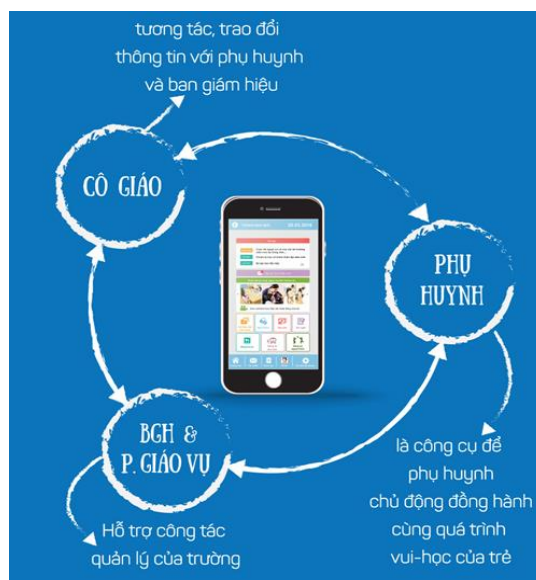 tương tác, trao đổi
thông tin với phụ huynh
và ban giám hiệu
CÔ GIÁO
PHỤ
HUYNH
BGH &
P. GIÁO VỤ
là công cụ để
phụ huynh
chủ động đồng hành
cùng quá trình
vui-học của trẻ
Hỗ trợ công tác
quản lý của trường